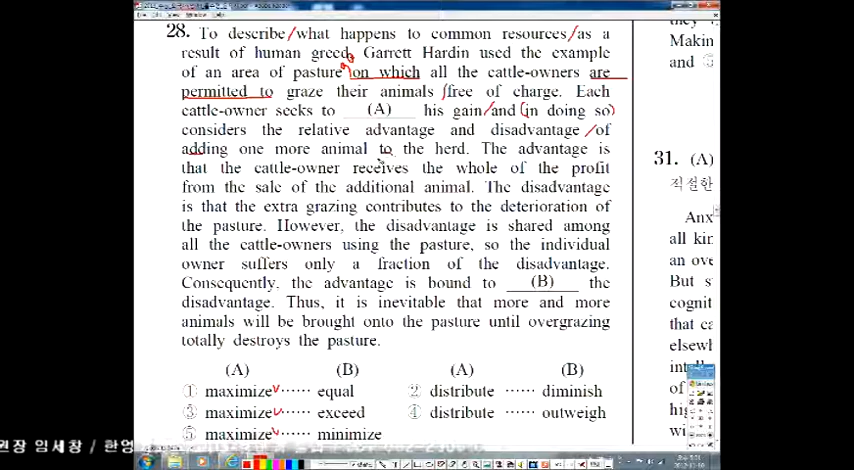 28. To describe what happens to common resources as a
result of human greed, Garrett Hardin used the example
of an area of pasture on which all the cattle-owners are
permitted to graze their animals free of charge. Each
cattle-owner seeks to (A) his gain and in doing so
considers the relative advantage and disadvantage of
adding one more animal to the herd. The advantage is
that the cattle-owner receives the whole of the profit
from the sale of the additional animal. The disadvantage
is that the extra grazing contributes to the deterioration of
the pasture. However, the disadvantage is shared among
all the cattle-owners using the pasture, so the individual
owner suffers only a fraction of the disadvantage.
Consequently, the advantage is bound to (B) the
disadvantage. Thus, it is inevitable that more and more
animals will be brought onto the pasture until overgrazing
totally destroys the pasture.
(A) (B) (A) (B)
① maximize ······ equal ② distribute ······ diminish
③ maximize ······ exceed ④ distribute ······ outweigh
⑤ maximize ······ minimize
Makin
and
31. (A)
적절한
Anx
all kin
an ove
But s
cognit
that ca
elsewh
of
wi
원장 임세창 / 한영